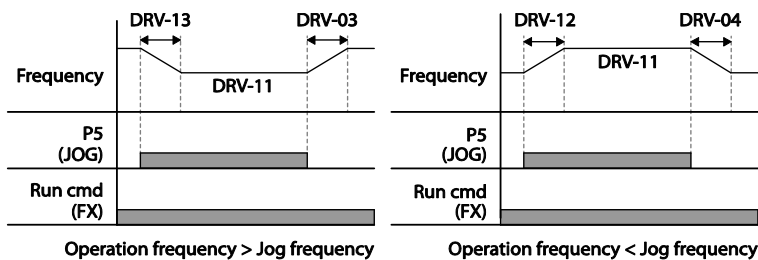 DRV-13 DRV-03
Frequency
DRV-11
P5
(JOG)
Run cmd
(FX)
Operation frequency > Jog frequency
DRV-12 DRV-04
Frequency
DRV-11
P5
(JOG)
Run cmd
(FX)
Operation frequency < Jog frequency